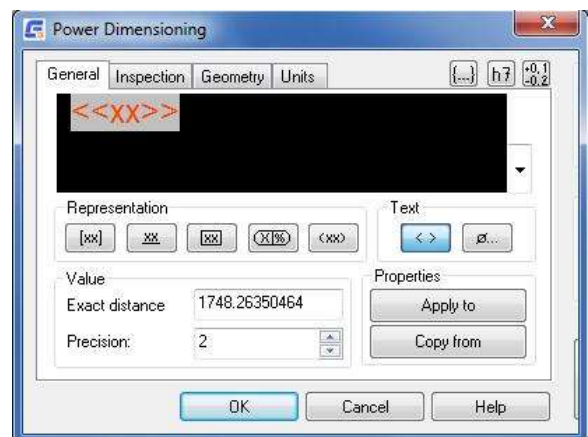 Power Dimensioning
General Inspection Geometry Units {...} h7 +0,1 -0,2
<<xx>>
Representation Text
[xx] xx xx (X|%) (xx) < > ø...
Value Properties
Exact distance 1748.26350464 Apply to
Precision: 2 Copy from
OK Cancel Help